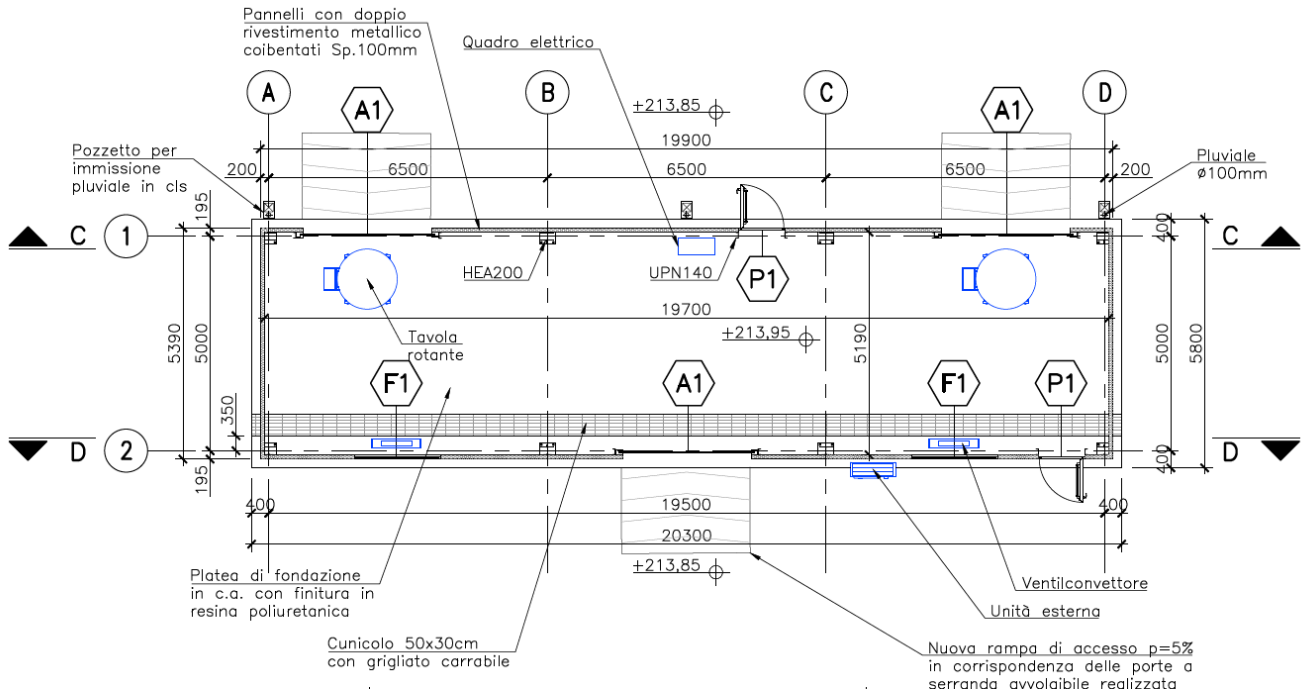 Pannelli con doppio
rivestimento metallico
coibentati Sp.100mm
Quadro elettrico
A
A1
B
+213,85
C
A1
D
19900
Pozzetto per
immissione
pluviale in cls
200
6500
6500
6500
200
Pluviale
ø100mm
195
400
C
1
C
HEA200
UPN140
P1
19700
5390
5000
Tavola
rotante
+213,95
5190
5000
5800
F1
A1
F1
P1
350
D
2
D
195
400
400
19500
400
20300
+213,85
Platea di fondazione
in c.a. con finitura in
resina poliuretanica
Ventilconvettore
Unità esterna
Cunicolo 50x30cm
con grigliato carrabile
Nuova rampa di accesso p=5%
in corrispondenza delle porte a
serranda avvolaibile realizzata